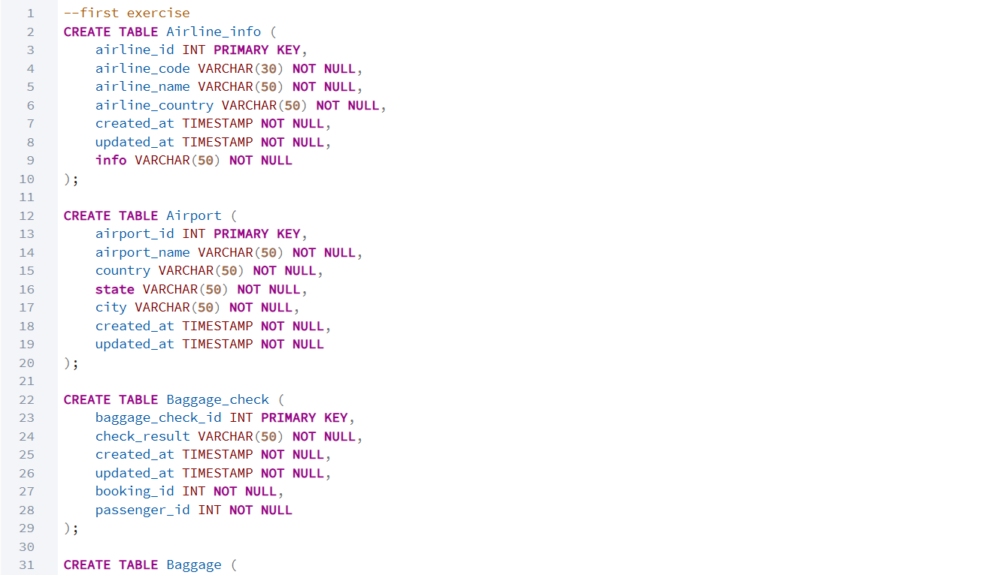 1 --first exercise
2 CREATE TABLE Airline_info (
3 airline_id INT PRIMARY KEY,
4 airline_code VARCHAR(30) NOT NULL,
5 airline_name VARCHAR(50) NOT NULL,
6 airline_country VARCHAR(50) NOT NULL,
7 created_at TIMESTAMP NOT NULL,
8 updated_at TIMESTAMP NOT NULL,
9 info VARCHAR(50) NOT NULL
10 );
11
12 CREATE TABLE Airport (
13 airport_id INT PRIMARY KEY,
14 airport_name VARCHAR(50) NOT NULL,
15 country VARCHAR(50) NOT NULL,
16 state VARCHAR(50) NOT NULL,
17 city VARCHAR(50) NOT NULL,
18 created_at TIMESTAMP NOT NULL,
19 updated_at TIMESTAMP NOT NULL
20 );
21
22 CREATE TABLE Baggage_check (
23 baggage_check_id INT PRIMARY KEY,
24 check_result VARCHAR(50) NOT NULL,
25 created_at TIMESTAMP NOT NULL,
26 updated_at TIMESTAMP NOT NULL,
27 booking_id INT NOT NULL,
28 passenger_id INT NOT NULL
29 );
30
31 CREATE TABLE Baggage (